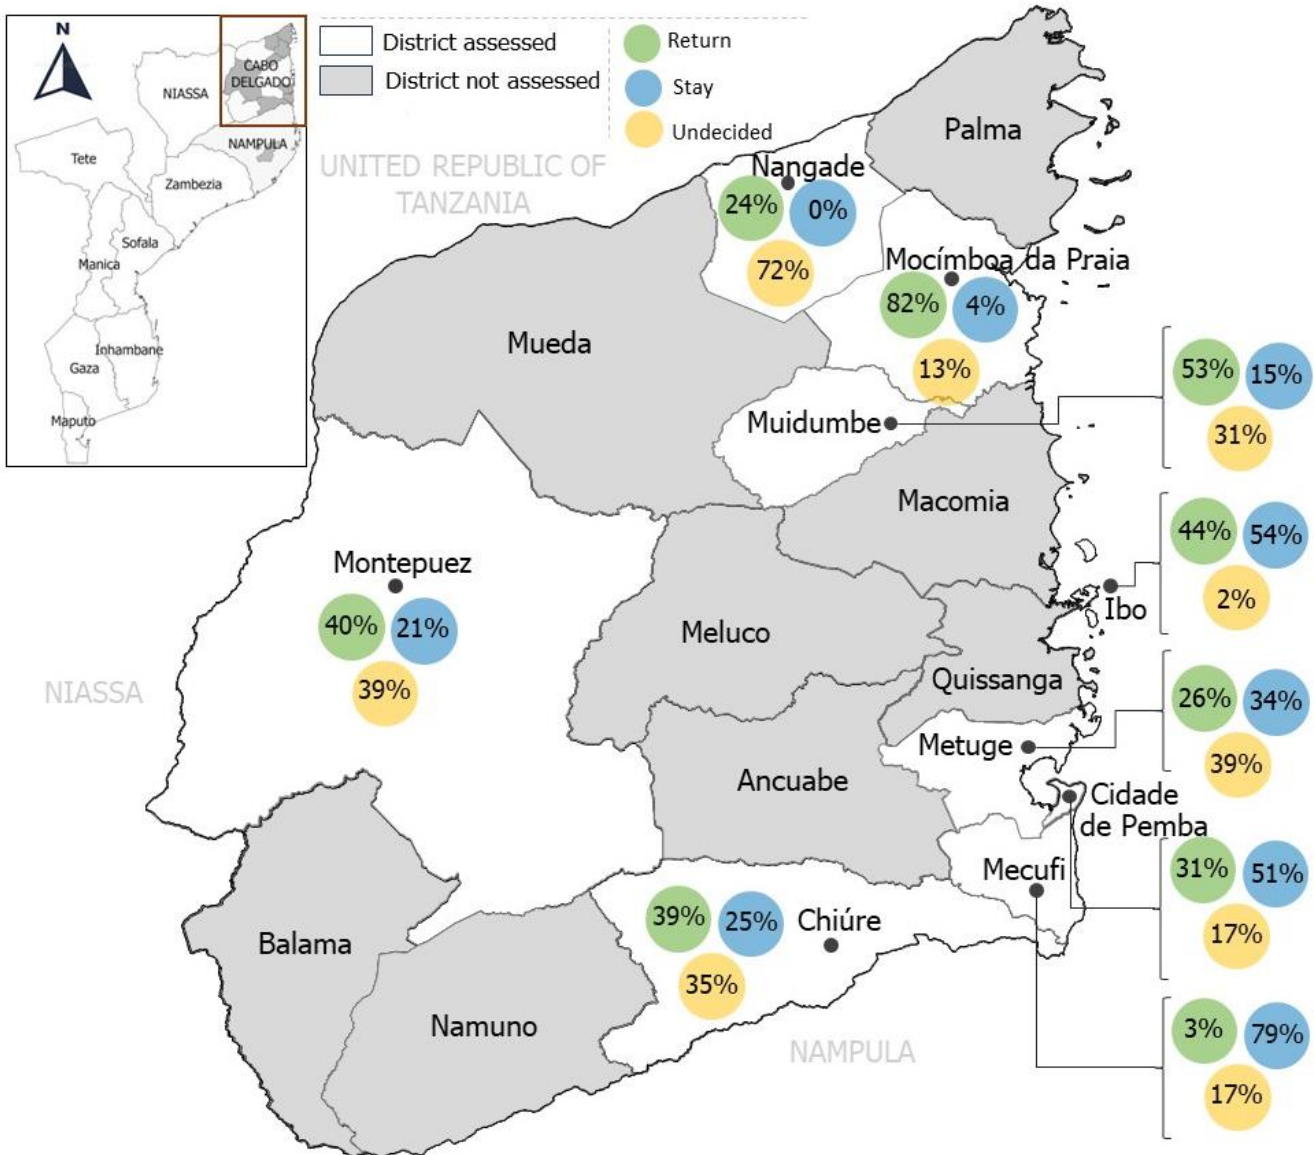 N
CABO
DELGADO
NIASSA
NAMPULA
Tete
Zambezia
Sofala
Manica
Inhambane
Gaza
Maputo
District assessed
District not assessed
Return
Stay
Undecided
UNITED REPUBLIC OF
TANZANIA
Palma
Nangade
24%
0%
72%
Mocímboa da Praia
82%
4%
13%
Mueda
Muidumbe
53%
15%
31%
Macomia
44%
54%
2%
Ibo
Montepuez
40%
21%
39%
Meluco
NIASSA
Quissanga
26%
34%
39%
Metuge
Ancuabe
Cidade
de Pemba
31%
51%
17%
Mecufi
39%
25%
35%
Chiúre
Balama
Namuno
NAMPULA
3%
79%
17%